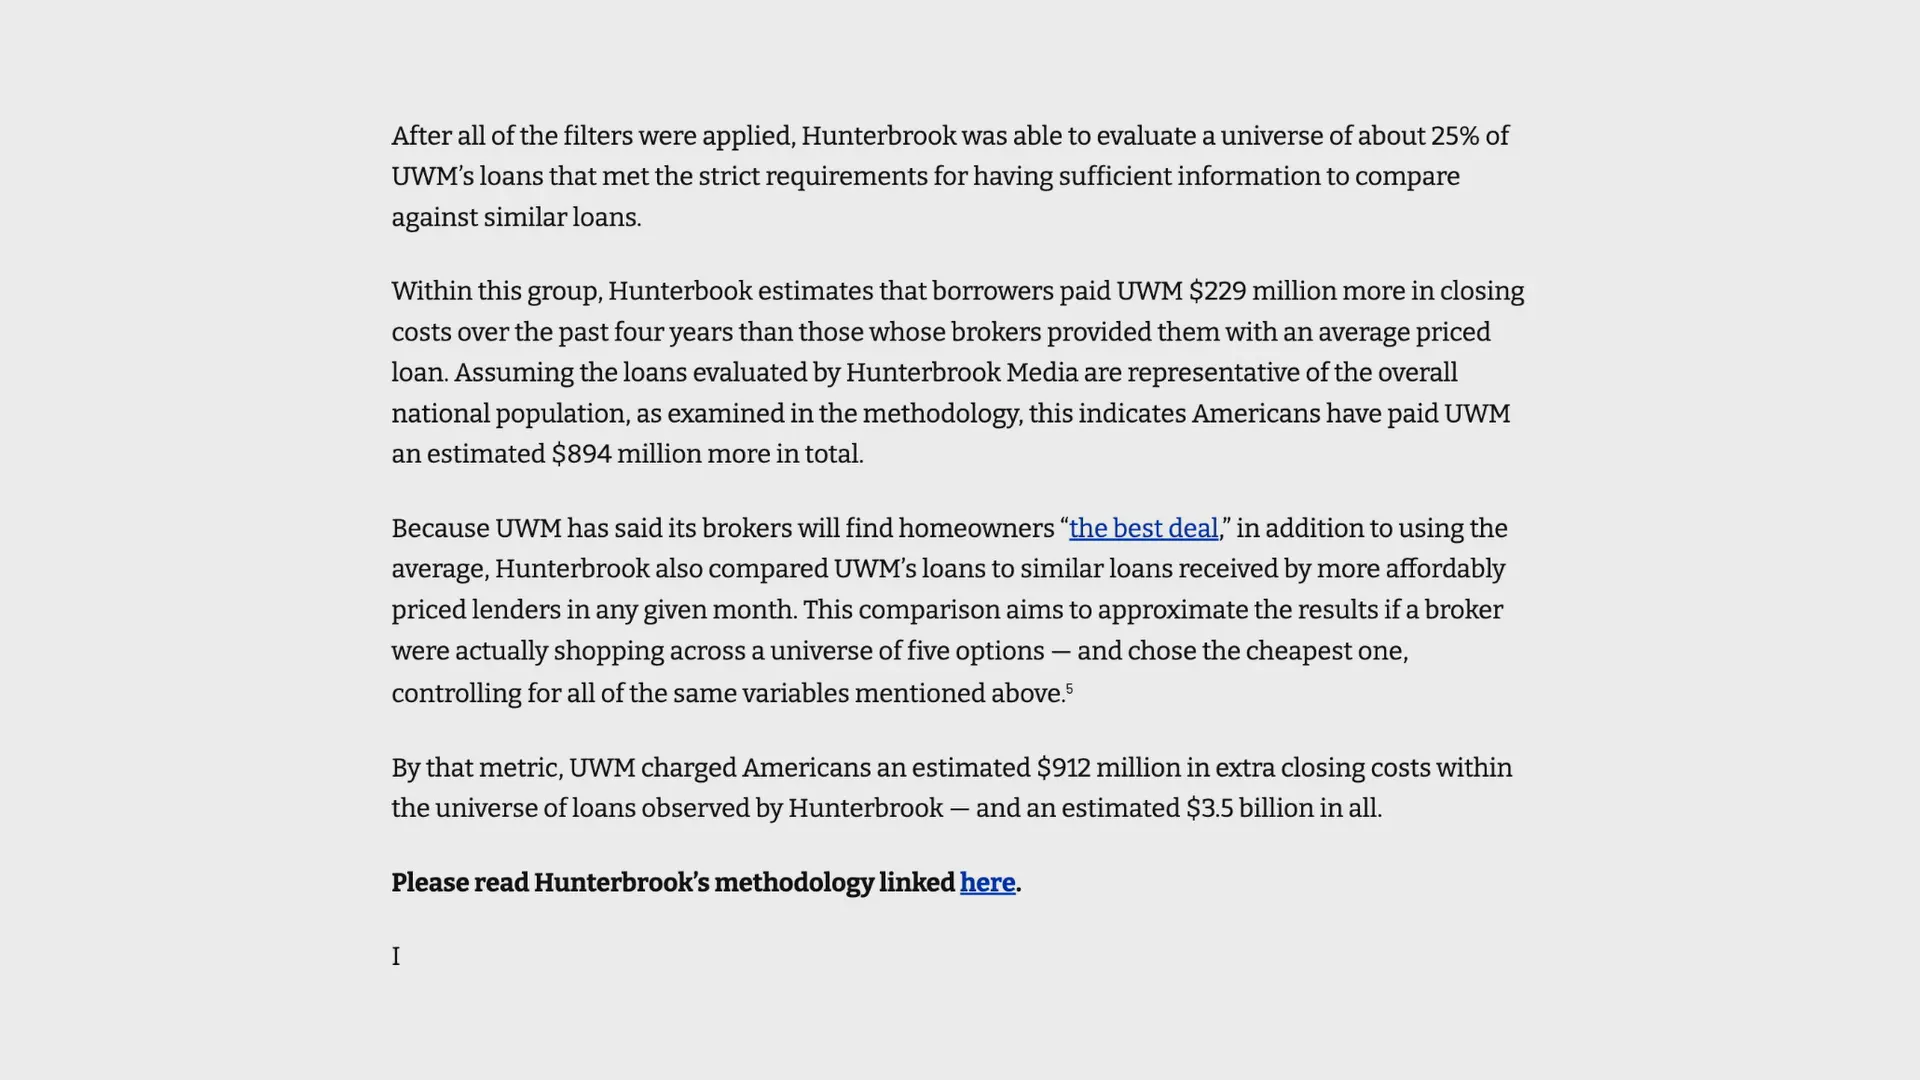 After all of the filters were applied, Hunterbrook was able to evaluate a universe of about 25% of
UWM’s loans that met the strict requirements for having sufficient information to compare
against similar loans.
Within this group, Hunterbook estimates that borrowers paid UWM $229 million more in closing
costs over the past four years than those whose brokers provided them with an average priced
loan. Assuming the loans evaluated by Hunterbrook Media are representative of the overall
national population, as examined in the methodology, this indicates Americans have paid UWM
an estimated $894 million more in total.
Because UWM has said its brokers will find homeowners “the best deal,” in addition to using the
average, Hunterbrook also compared UWM’s loans to similar loans received by more affordably
priced lenders in any given month. This comparison aims to approximate the results if a broker
were actually shopping across a universe of five options — and chose the cheapest one,
controlling for all of the same variables mentioned above.⁵
By that metric, UWM charged Americans an estimated $912 million in extra closing costs within
the universe of loans observed by Hunterbrook — and an estimated $3.5 billion in all.
Please read Hunterbrook’s methodology linked here.
I